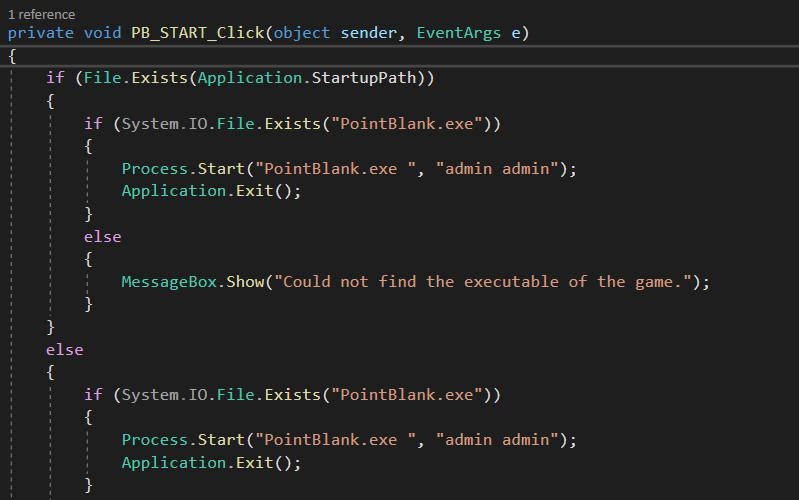 1 reference
private void PB_START_Click(object sender, EventArgs e)
{
if (File.Exists(Application.StartupPath))
{
if (System.IO.File.Exists("PointBlank.exe"))
{
Process.Start("PointBlank.exe ", "admin admin");
Application.Exit();
}
else
{
MessageBox.Show("Could not find the executable of the game.");
}
}
else
{
if (System.IO.File.Exists("PointBlank.exe"))
{
Process.Start("PointBlank.exe ", "admin admin");
Application.Exit();
}